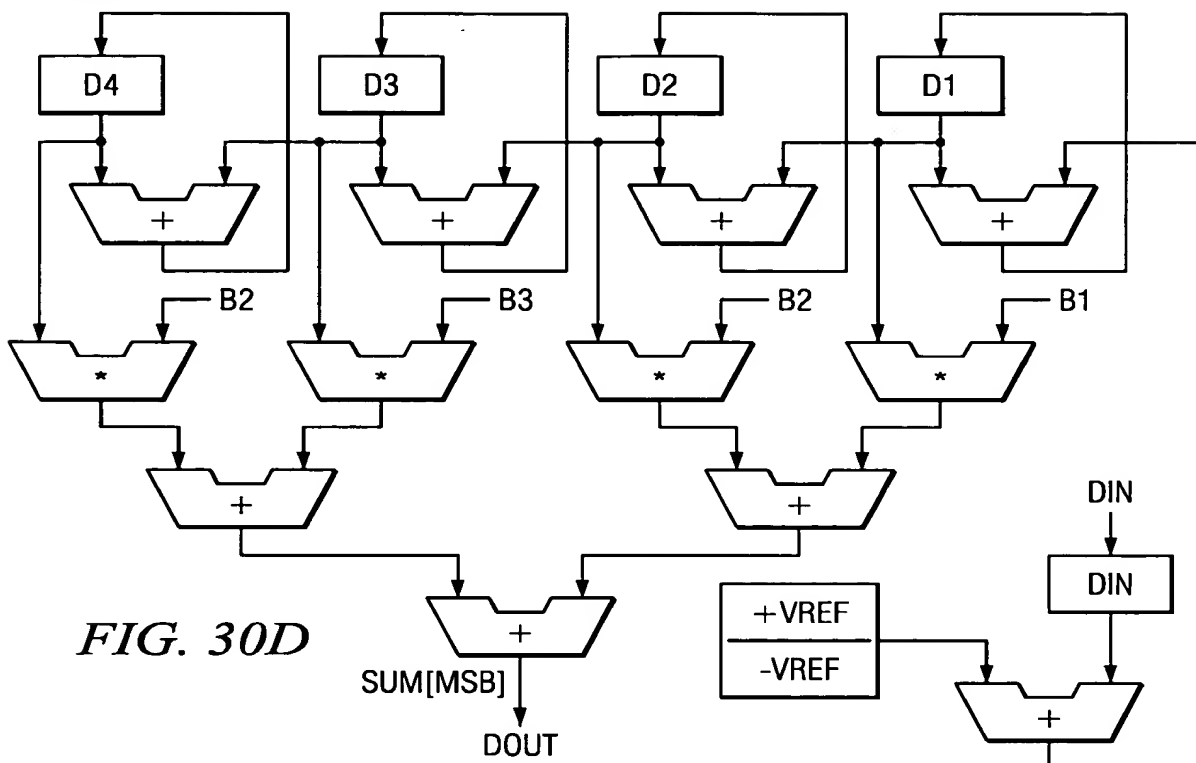 D4 D3 D2 D1
+ + + +
B2 B3 B2 B1
* * * *
+ +
DIN
DIN
+VREF
-VREF
+
FIG. 30D
SUM[MSB]
+
DOUT